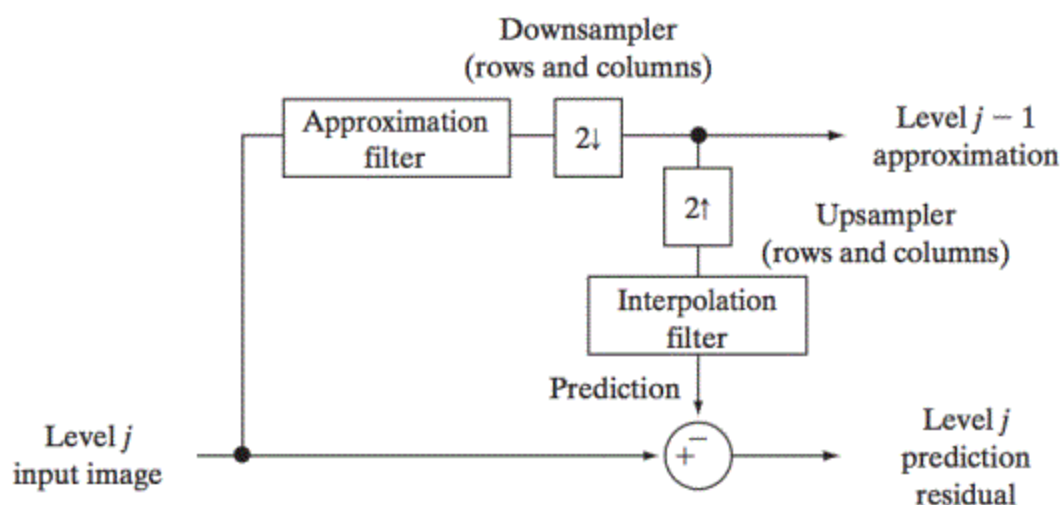 Downsampler
(rows and columns)
Approximation
filter
2↓
Level j − 1
approximation
2↑
Upsampler
(rows and columns)
Interpolation
filter
Prediction
Level j
input image
+
−
Level j
prediction
residual